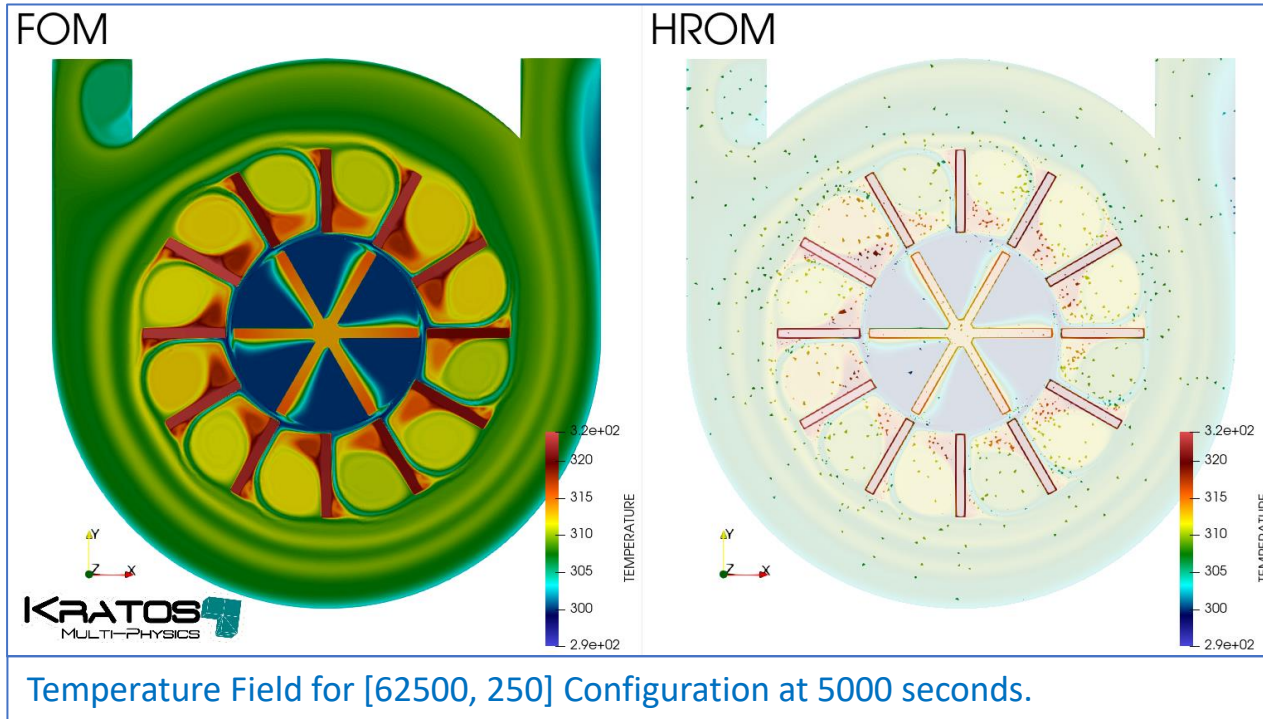 FOM
HROM
3.2e+02
320
315
310
305
300
2.9e+02
TEMPERATURE
Y
Z
X
KRATOS
MULTI-PHYSICS
3.2e+02
320
315
310
305
300
2.9e+02
TEMPERATURE
Y
Z
X
Temperature Field for [62500, 250] Configuration at 5000 seconds.